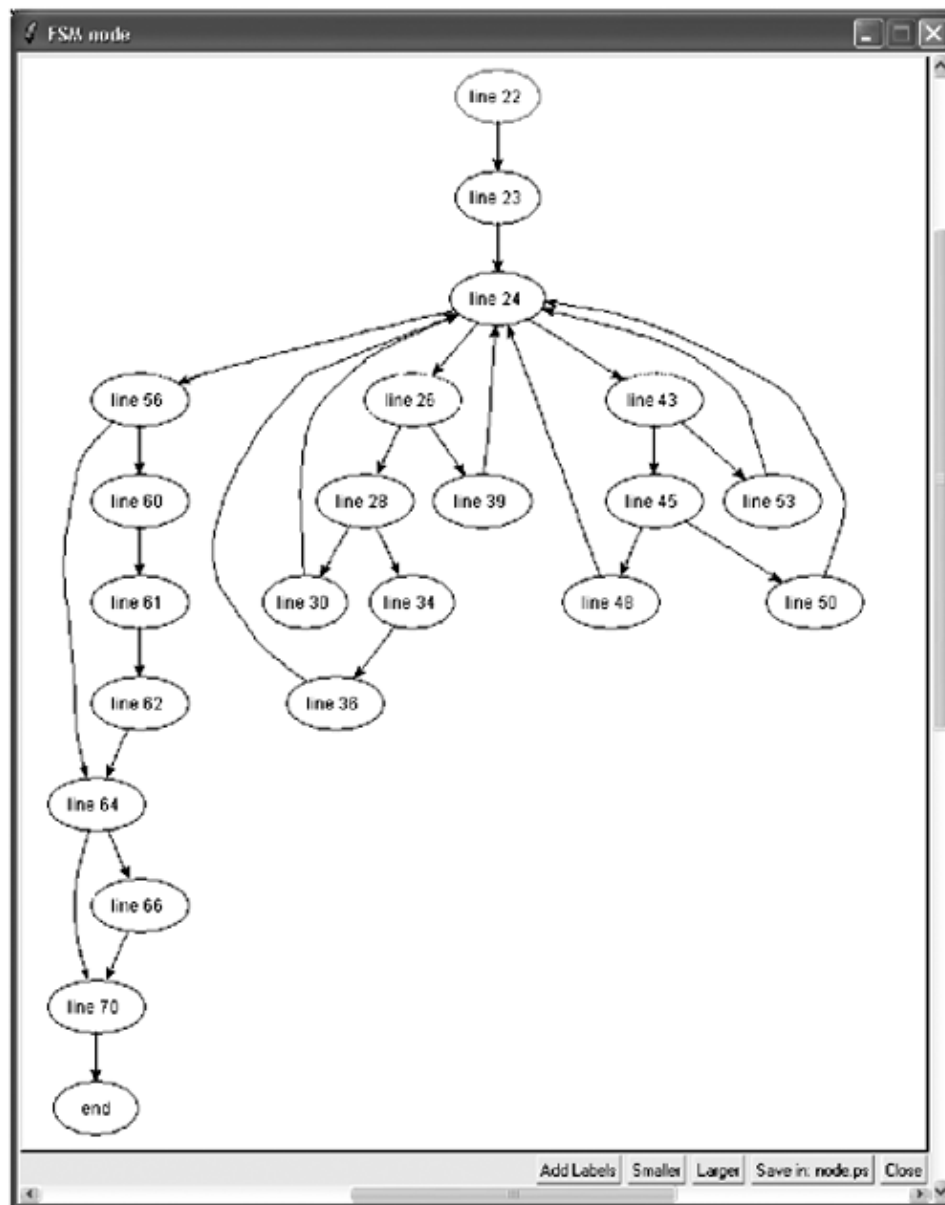 FSM node
line 22
line 23
line 24
line 56
line 26
line 43
line 60
line 28
line 39
line 45
line 53
line 61
line 30
line 34
line 48
line 50
line 62
line 36
line 64
line 66
line 70
end
Add Labels Smaller Larger Save in: node.ps Close